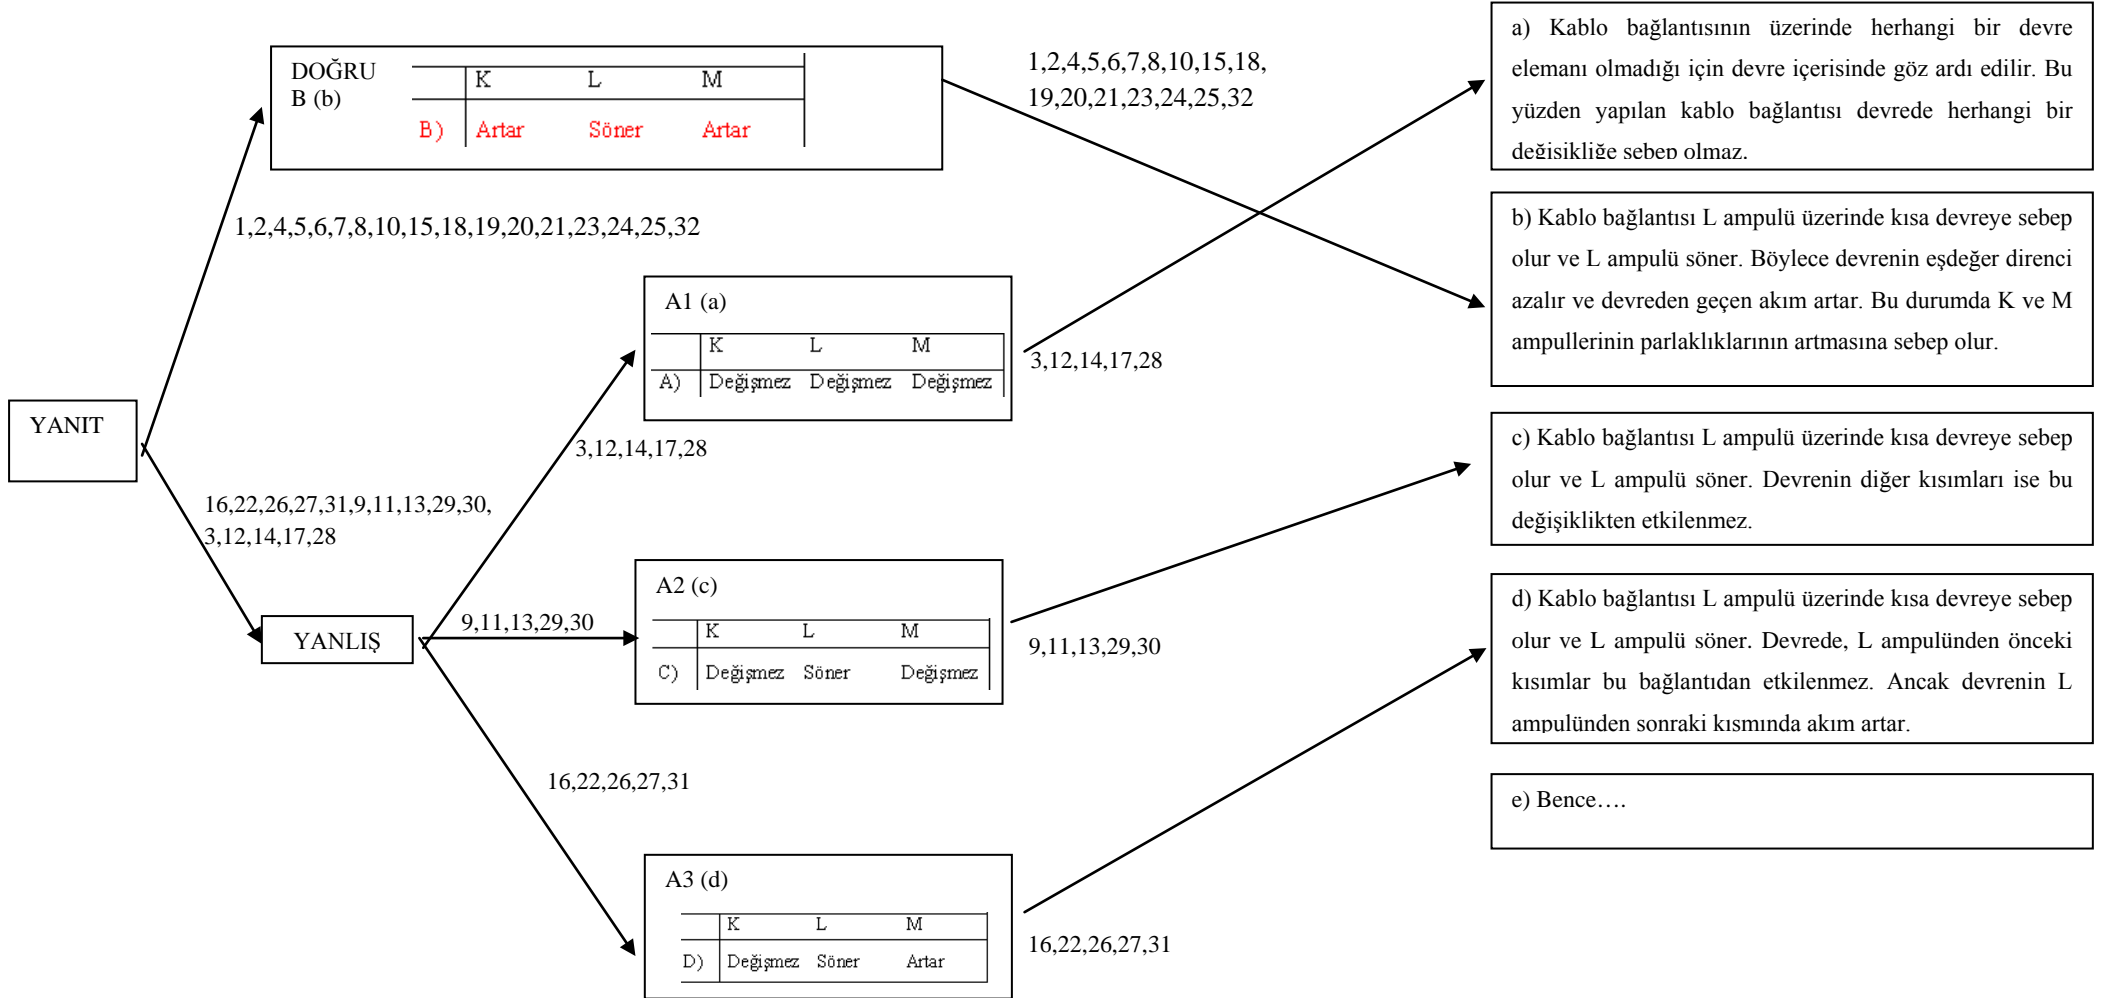 DOĞRU
B (b)
K L M
B) Artar Söner Artar
1,2,4,5,6,7,8,10,15,18,
19,20,21,23,24,25,32
1,2,4,5,6,7,8,10,15,18,19,20,21,23,24,25,32
A1 (a)
K L M
A) Değişmez Değişmez Değişmez
3,12,14,17,28
YANIT
3,12,14,17,28
16,22,26,27,31,9,11,13,29,30,
3,12,14,17,28
YANLIŞ
9,11,13,29,30
A2 (c)
K L M
C) Değişmez Söner Değişmez
9,11,13,29,30
16,22,26,27,31
A3 (d)
K L M
D) Değişmez Söner Artar
16,22,26,27,31
a) Kablo bağlantısının üzerinde herhangi bir devre
elemanı olmadığı için devre içerisinde göz ardı edilir. Bu
yüzden yapılan kablo bağlantısı devrede herhangi bir
değişikliğe sebep olmaz.
b) Kablo bağlantısı L ampulü üzerinde kısa devreye sebep
olur ve L ampulü söner. Böylece devrenin eşdeğer direnci
azalır ve devreden geçen akım artar. Bu durumda K ve M
ampullerinin parlaklıklarının artmasına sebep olur.
c) Kablo bağlantısı L ampulü üzerinde kısa devreye sebep
olur ve L ampulü söner. Devrenin diğer kısımları ise bu
değişiklikten etkilenmez.
d) Kablo bağlantısı L ampulü üzerinde kısa devreye sebep
olur ve L ampulü söner. Devrede, L ampulünden önceki
kısımlar bu bağlantıdan etkilenmez. Ancak devrenin L
ampulünden sonraki kısmında akım artar.
e) Bence….